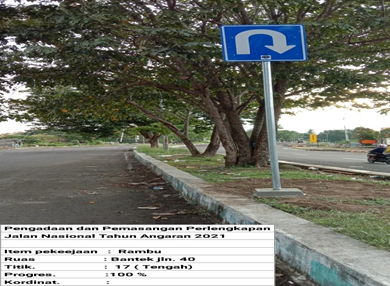 Pengadaan dan Pemasangan Perlengkapan
Jalan Nasional Tahun Angaran 2021
Item pekeejaan : Rambu
Ruas : Bantek jln. 40
Titik. : 17 ( Tengah)
Progres. :100 %
Kordinat. :